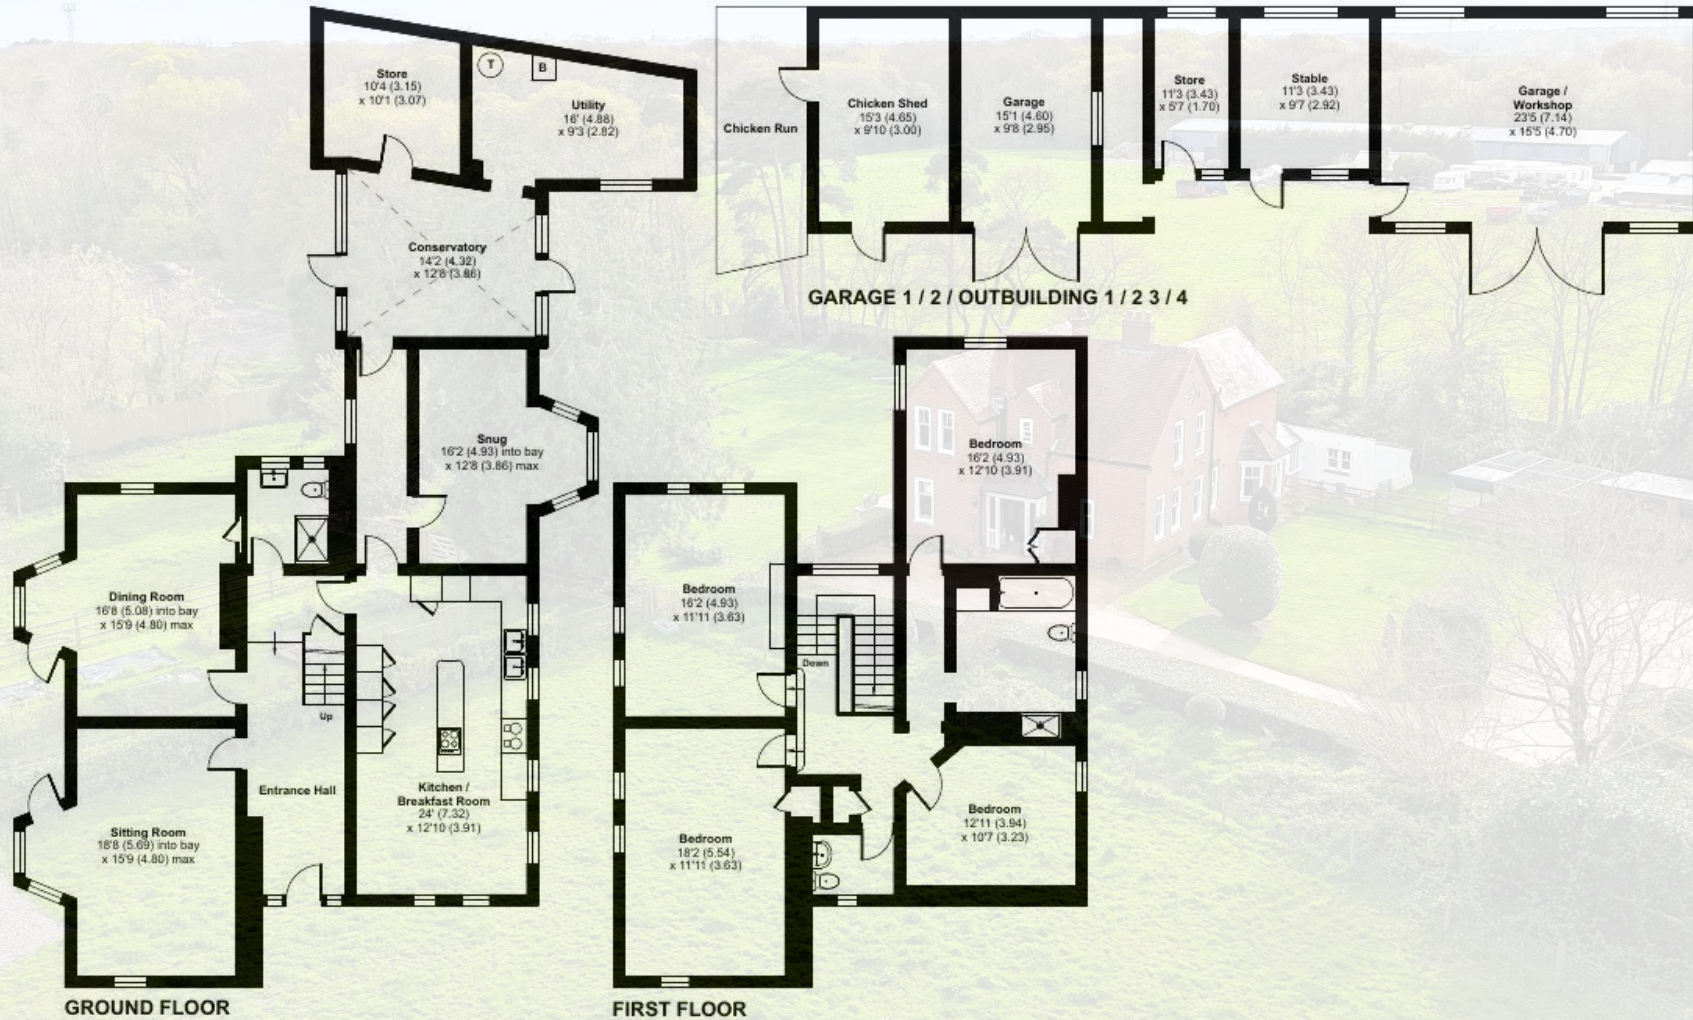 Store
10'4 (3.15)
x 10'1 (3.07)
T
B
Utility
16' (4.88)
x 9'3 (2.82)
Conservatory
14'2 (4.32)
x 12'8 (3.86)
Snug
16'2 (4.93) into bay
x 12'8 (3.86) max
Dining Room
16'8 (5.08) into bay
x 15'9 (4.80) max
Up
Entrance Hall
Kitchen /
Breakfast Room
24' (7.32)
x 12'10 (3.91)
Sitting Room
18'8 (5.69) into bay
x 15'9 (4.80) max
GROUND FLOOR
Chicken Run
Chicken Shed
15'3 (4.65)
x 9'10 (3.00)
Garage
15'1 (4.60)
x 9'8 (2.95)
Store
11'3 (3.43)
x 5'7 (1.70)
Stable
11'3 (3.43)
x 9'7 (2.92)
Garage /
Workshop
23'5 (7.14)
x 15'5 (4.70)
GARAGE 1 / 2 / OUTBUILDING 1 / 2 3 / 4
Bedroom
16'2 (4.93)
x 12'10 (3.91)
Bedroom
16'2 (4.93)
x 11'11 (3.63)
Down
Bedroom
18'2 (5.54)
x 11'11 (3.63)
Bedroom
12'11 (3.94)
x 10'7 (3.23)
FIRST FLOOR